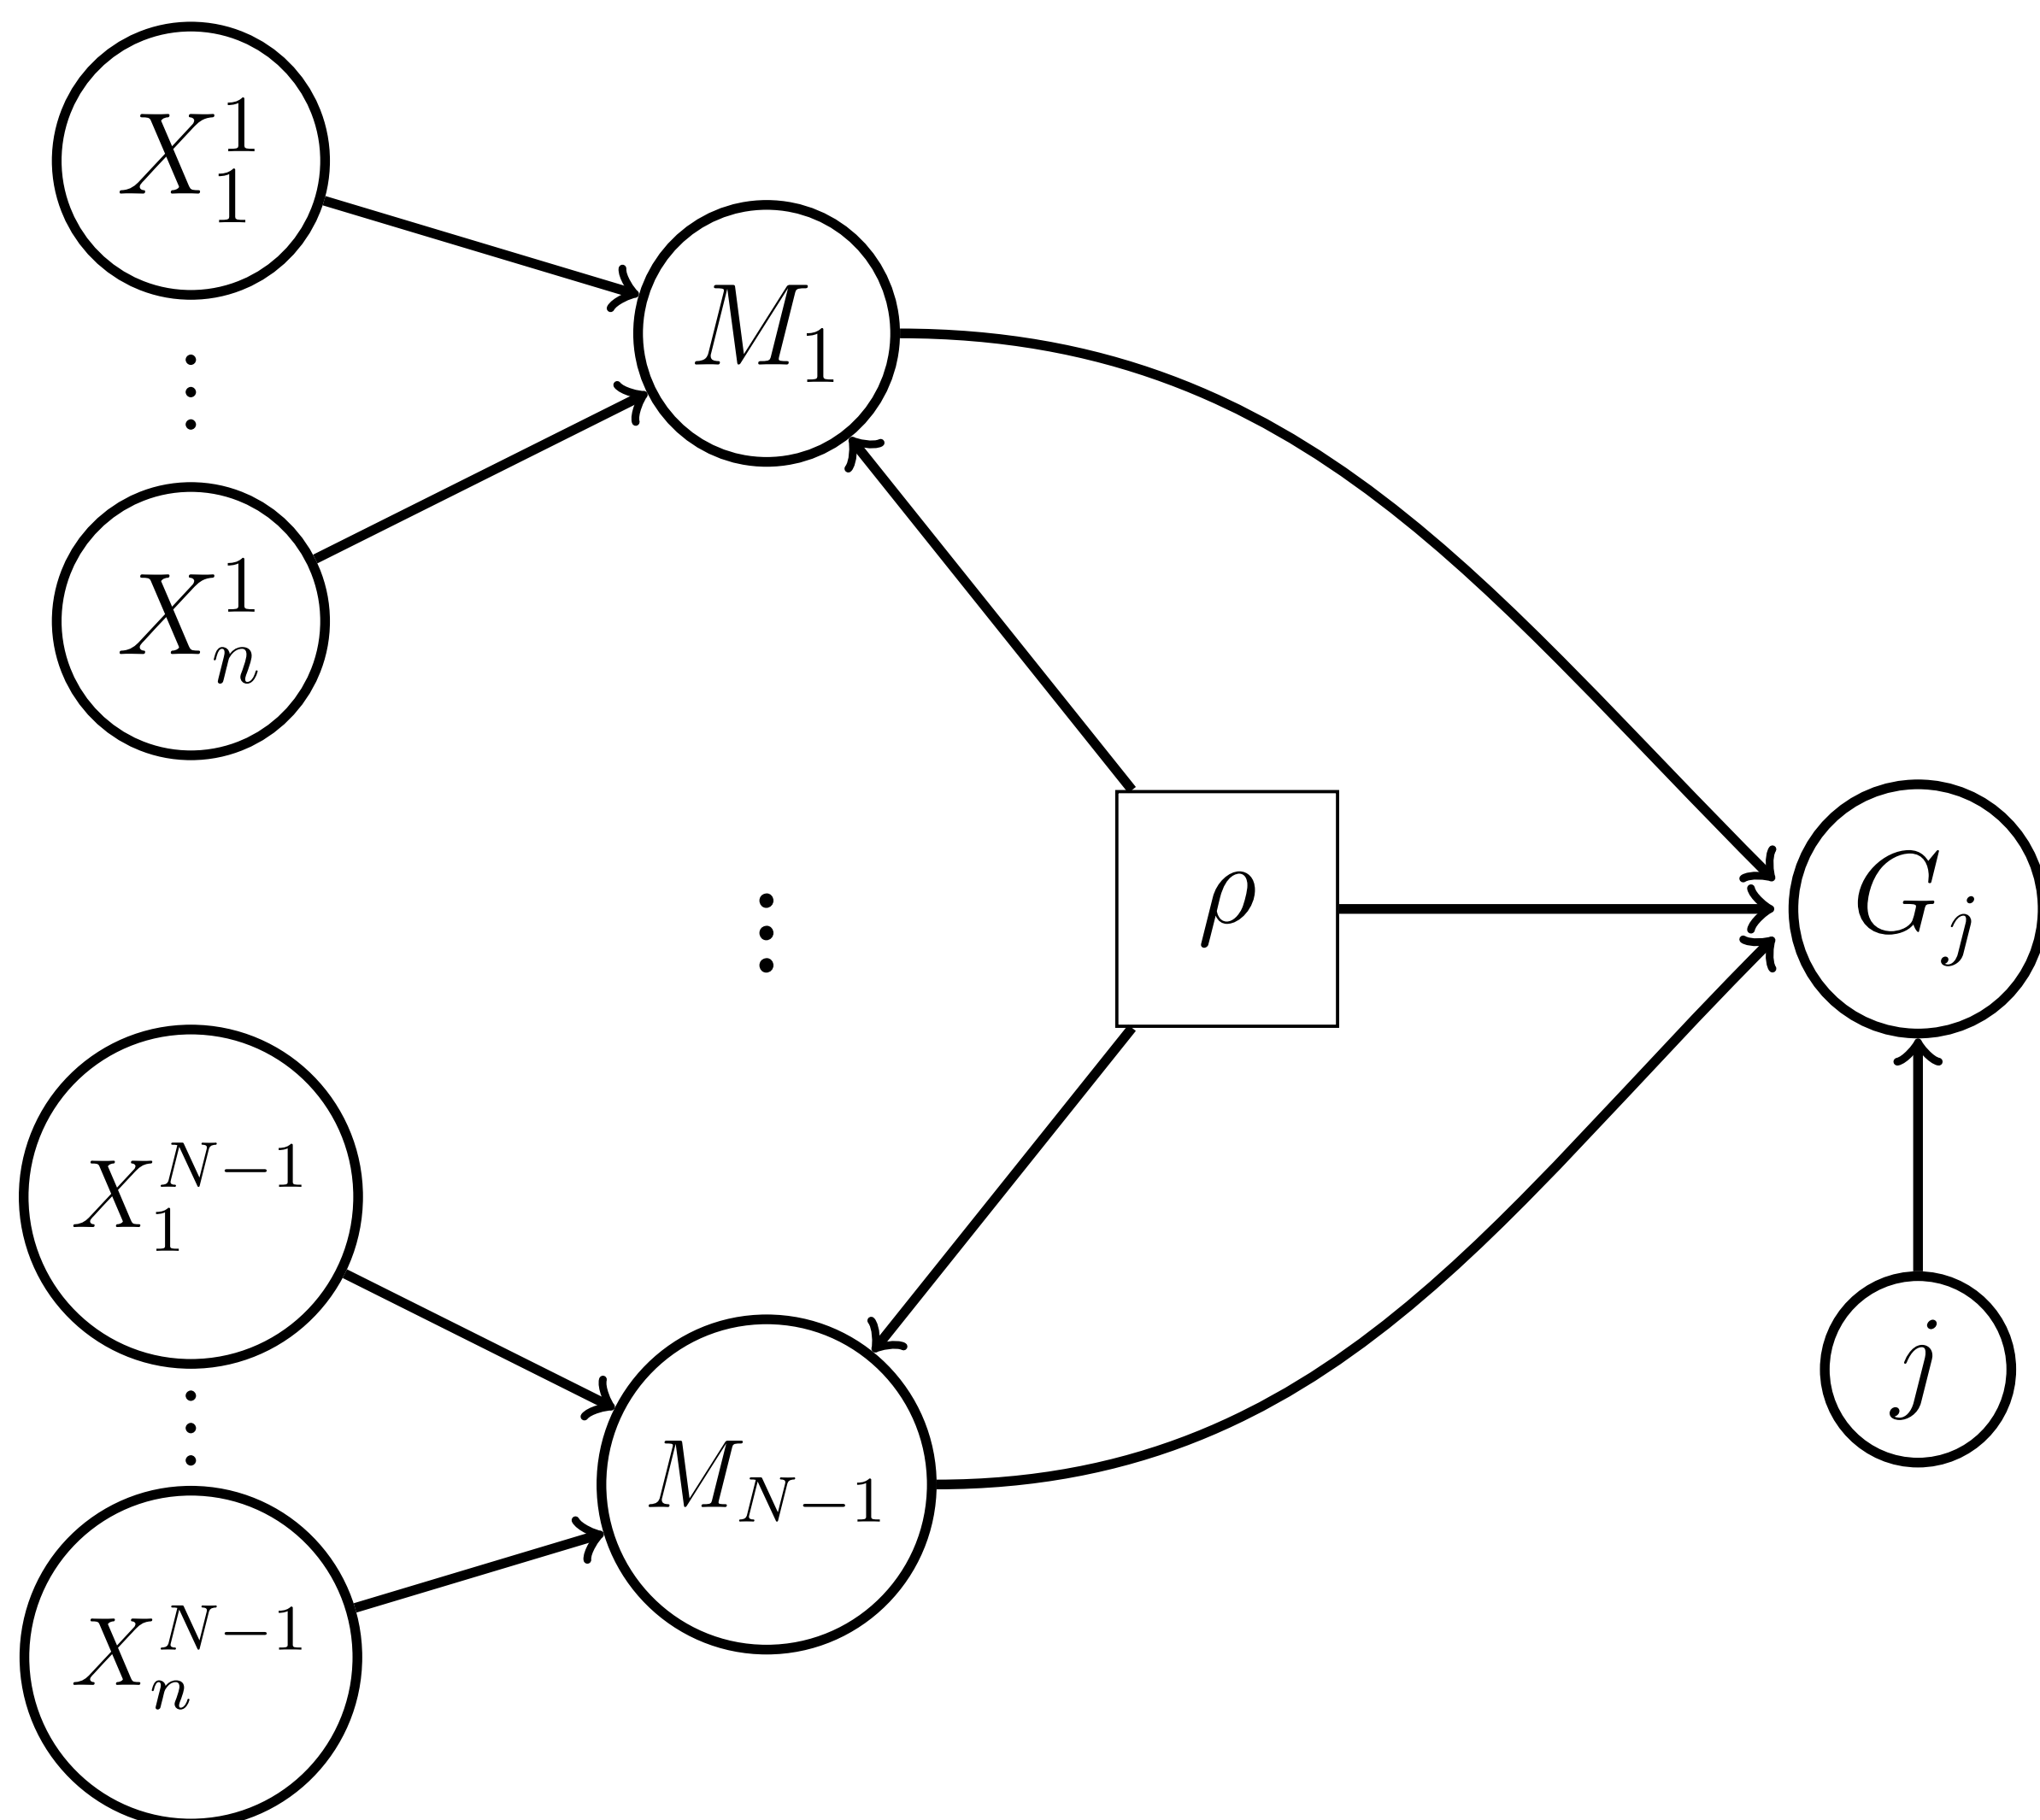 X_1^1
⋮
X_n^1
M_1
⋮
ρ
G_j
X_1^{N−1}
⋮
X_n^{N−1}
M_{N−1}
j